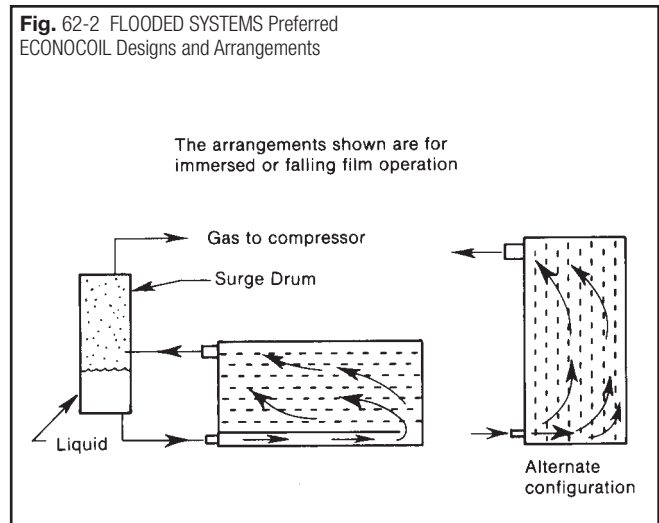 Fig. 62-2 FLOODED SYSTEMS Preferred
ECONOCOIL Designs and Arrangements
The arrangements shown are for
immersed or falling film operation
Gas to compressor
Surge Drum
Liquid
Alternate
configuration